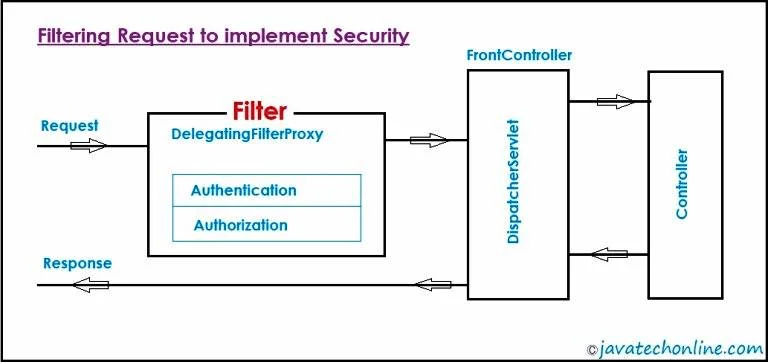 Filtering Request to implement Security
FrontController
Filter
Request
DelegatingFilterProxy
Authentication
Authorization
DispatcherServlet
Controller
Response
©javatechonline.com